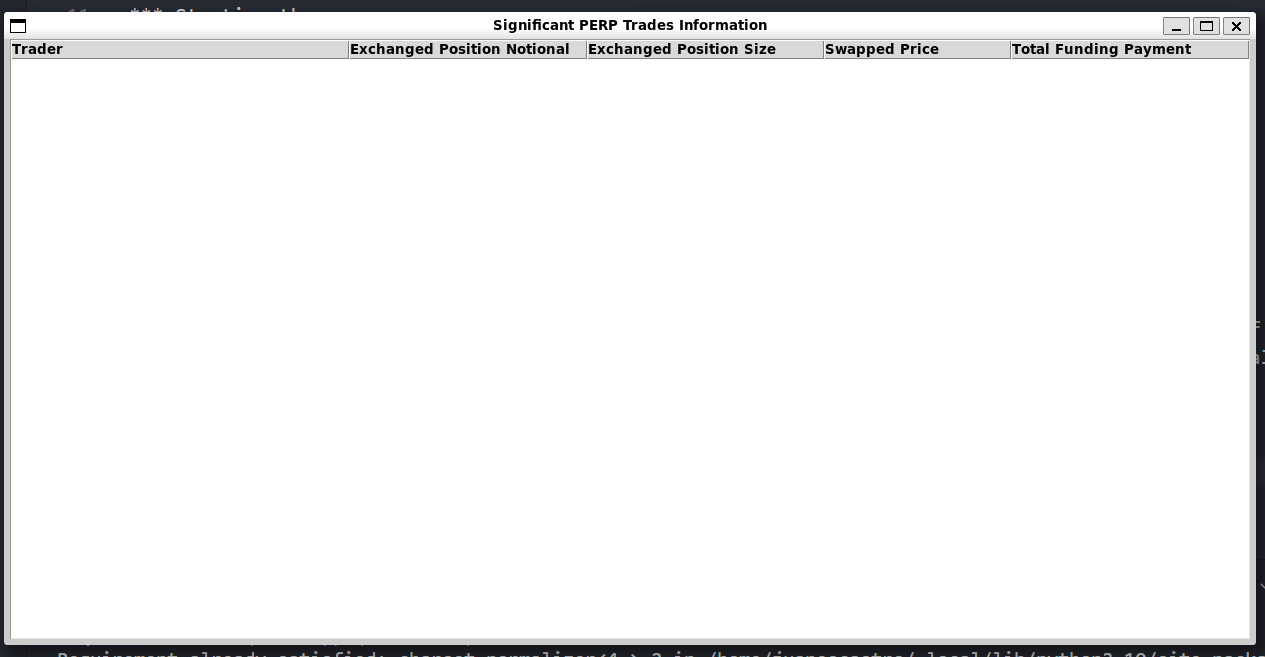 Significant PERP Trades Information
Trader Exchanged Position Notional Exchanged Position Size Swapped Price Total Funding Payment